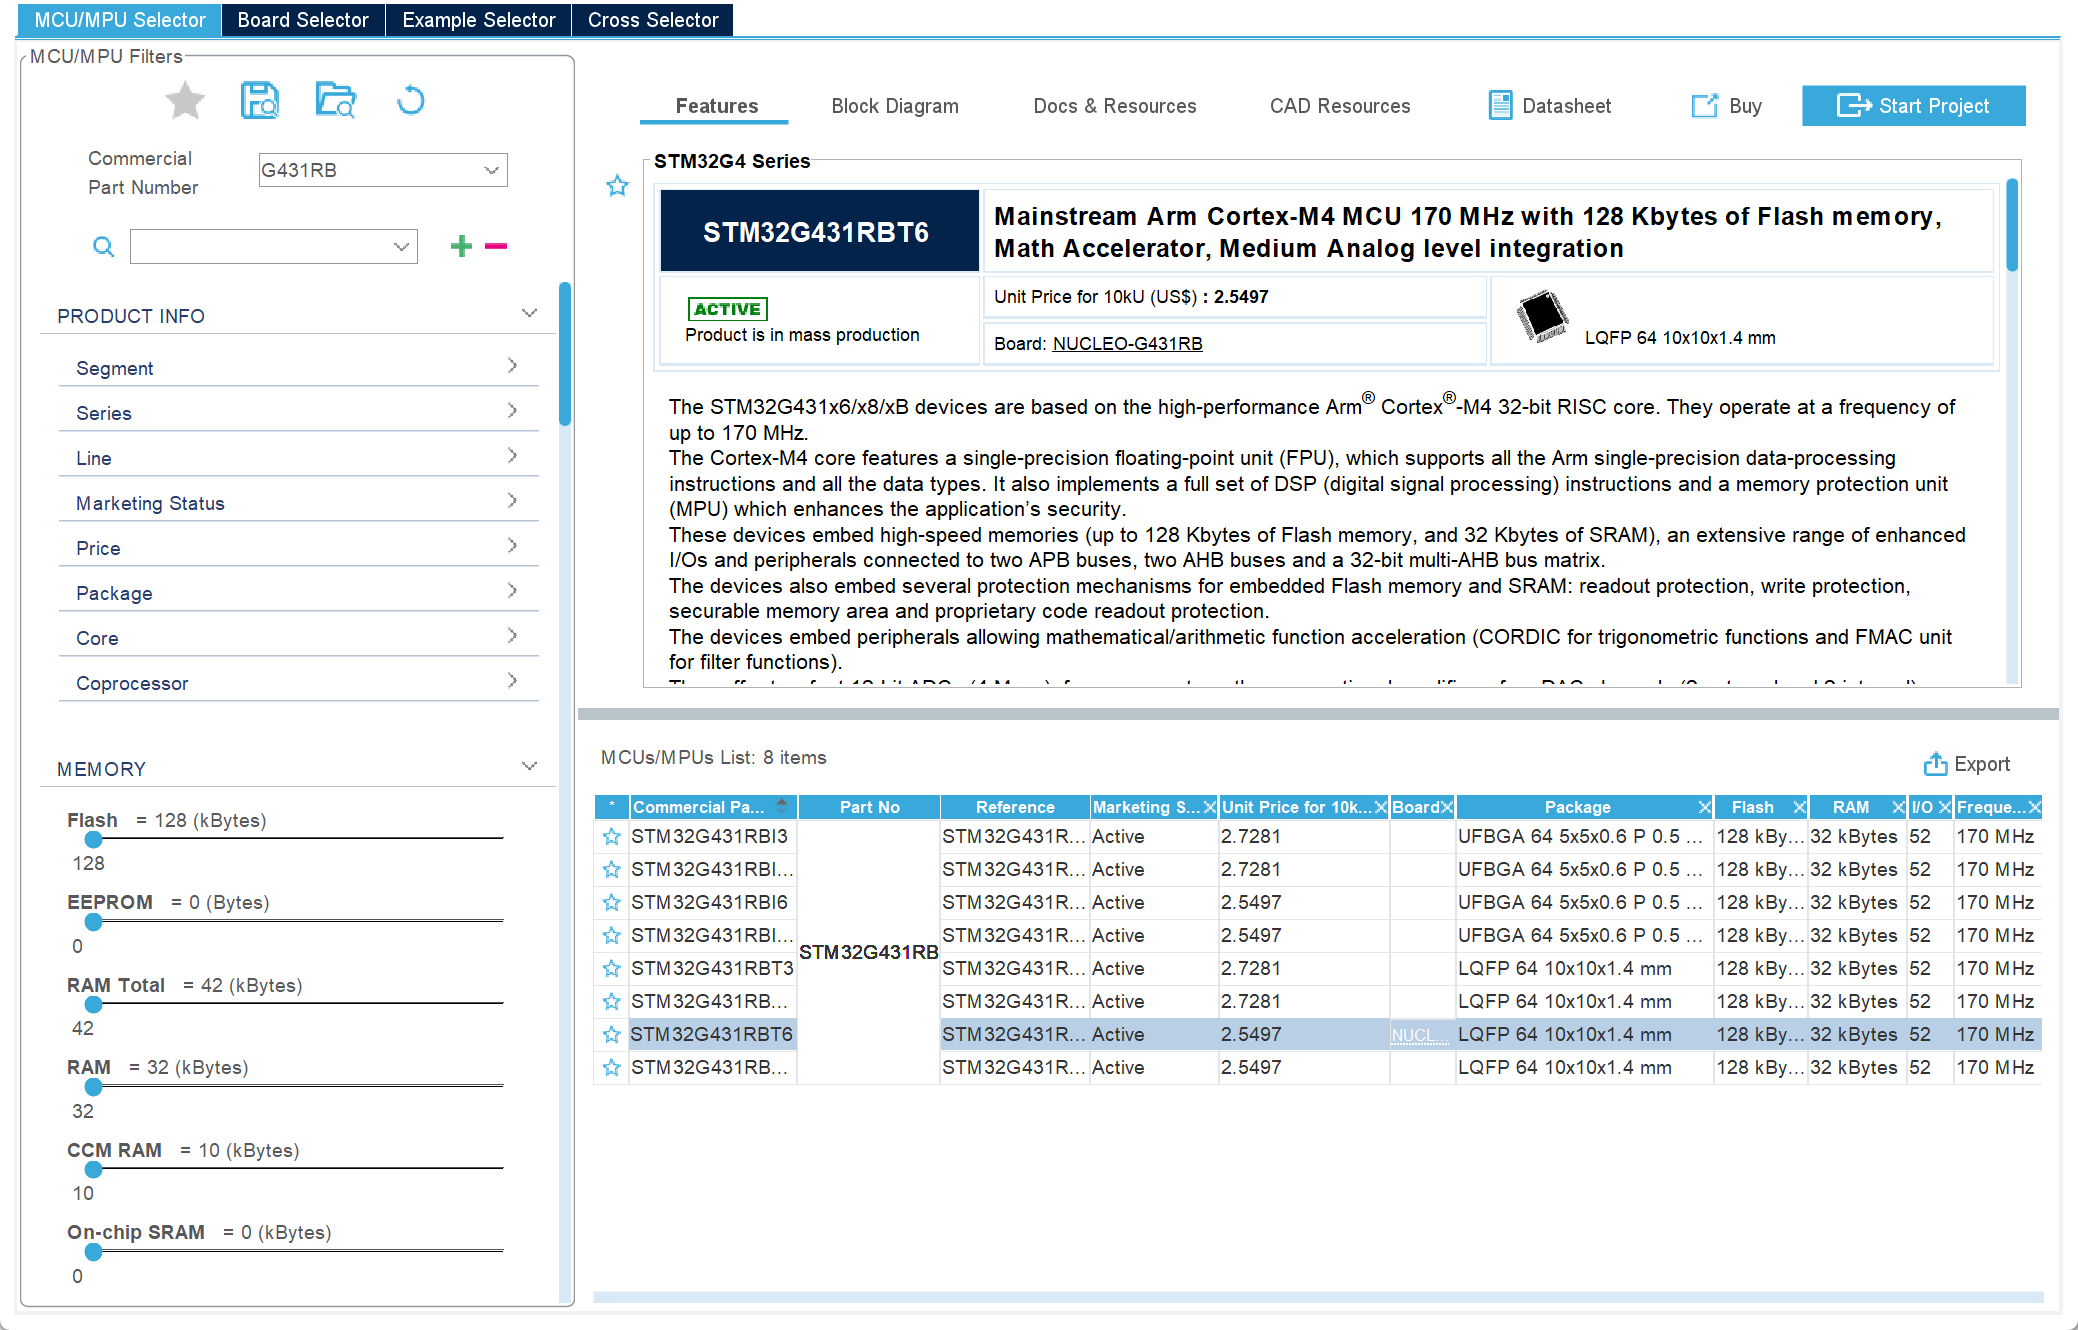 MCU/MPU Selector Board Selector Example Selector Cross Selector
MCU/MPU Filters
Commercial
Part Number
G431RB
PRODUCT INFO
Segment
Series
Line
Marketing Status
Price
Package
Core
Coprocessor
MEMORY
Flash = 128 (kBytes)
128
EEPROM = 0 (Bytes)
0
RAM Total = 42 (kBytes)
42
RAM = 32 (kBytes)
32
CCM RAM = 10 (kBytes)
10
On-chip SRAM = 0 (kBytes)
0
Features Block Diagram Docs & Resources CAD Resources Datasheet Buy Start Project
STM32G4 Series
STM32G431RBT6
Mainstream Arm Cortex-M4 MCU 170 MHz with 128 Kbytes of Flash memory,
Math Accelerator, Medium Analog level integration
ACTIVE
Product is in mass production
Unit Price for 10kU (US$) : 2.5497
Board: NUCLEO-G431RB
LQFP 64 10x10x1.4 mm
The STM32G431x6/x8/xB devices are based on the high-performance Arm® Cortex®-M4 32-bit RISC core. They operate at a frequency of
up to 170 MHz.
The Cortex-M4 core features a single-precision floating-point unit (FPU), which supports all the Arm single-precision data-processing
instructions and all the data types. It also implements a full set of DSP (digital signal processing) instructions and a memory protection unit
(MPU) which enhances the application’s security.
These devices embed high-speed memories (up to 128 Kbytes of Flash memory, and 32 Kbytes of SRAM), an extensive range of enhanced
I/Os and peripherals connected to two APB buses, two AHB buses and a 32-bit multi-AHB bus matrix.
The devices also embed several protection mechanisms for embedded Flash memory and SRAM: readout protection, write protection,
securable memory area and proprietary code readout protection.
The devices embed peripherals allowing mathematical/arithmetic function acceleration (CORDIC for trigonometric functions and FMAC unit
for filter functions).
MCUs/MPUs List: 8 items
Export
* Commercial Pa... Part No Reference Marketing S... Unit Price for 10k... Board Package Flash RAM I/O Freque...
STM32G431RBI3 STM32G431R... Active 2.7281 UFBGA 64 5x5x0.6 P 0.5 ... 128 kBy... 32 kBytes 52 170 MHz
STM32G431RBI... STM32G431R... Active 2.7281 UFBGA 64 5x5x0.6 P 0.5 ... 128 kBy... 32 kBytes 52 170 MHz
STM32G431RBI6 STM32G431R... Active 2.5497 UFBGA 64 5x5x0.6 P 0.5 ... 128 kBy... 32 kBytes 52 170 MHz
STM32G431RBI... STM32G431R... Active 2.5497 UFBGA 64 5x5x0.6 P 0.5 ... 128 kBy... 32 kBytes 52 170 MHz
STM32G431RB
STM32G431RBT3 STM32G431R... Active 2.7281 LQFP 64 10x10x1.4 mm 128 kBy... 32 kBytes 52 170 MHz
STM32G431RB... STM32G431R... Active 2.7281 LQFP 64 10x10x1.4 mm 128 kBy... 32 kBytes 52 170 MHz
STM32G431RBT6 STM32G431R... Active 2.5497 NUCL... LQFP 64 10x10x1.4 mm 128 kBy... 32 kBytes 52 170 MHz
STM32G431RB... STM32G431R... Active 2.5497 LQFP 64 10x10x1.4 mm 128 kBy... 32 kBytes 52 170 MHz